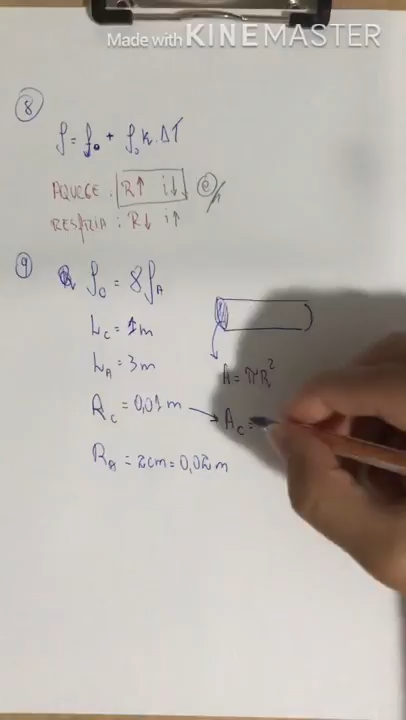 Made with KINEMASTER
8
ρ = ρ₀ + ρ₀ α . ΔT
AQUECE : R↑ i↓ e
RESFRIA : R↓ i↑
9
ρ_C = 8ρ_A
L_C = 1m
L_A = 3m
A = πR²
R_C = 0,01 m → A_C =
R_A = 2cm = 0,02 m